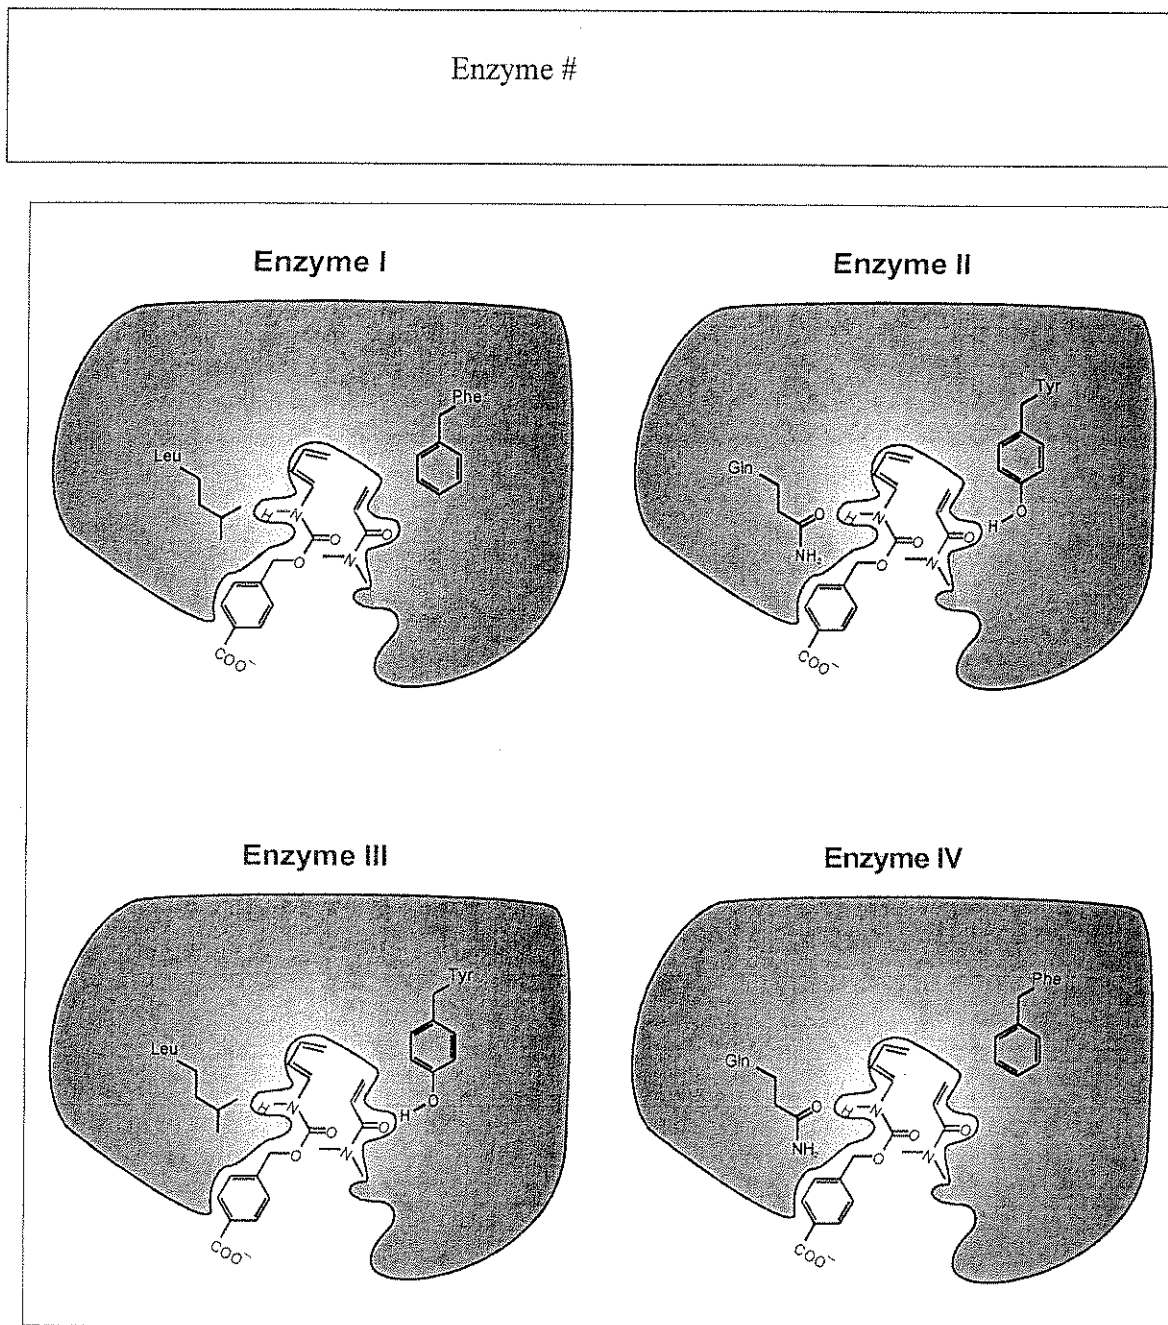 Enzyme #
Enzyme I
Enzyme II
Phe
Leu
H
N
O
O
O
N
COO⁻
Tyr
Gln
O
NH₂
H
O
H
N
O
O
O
N
COO⁻
Enzyme III
Enzyme IV
Tyr
Leu
H
O
H
N
O
O
O
N
COO⁻
Phe
Gln
O
NH₂
H
N
O
O
O
N
COO⁻